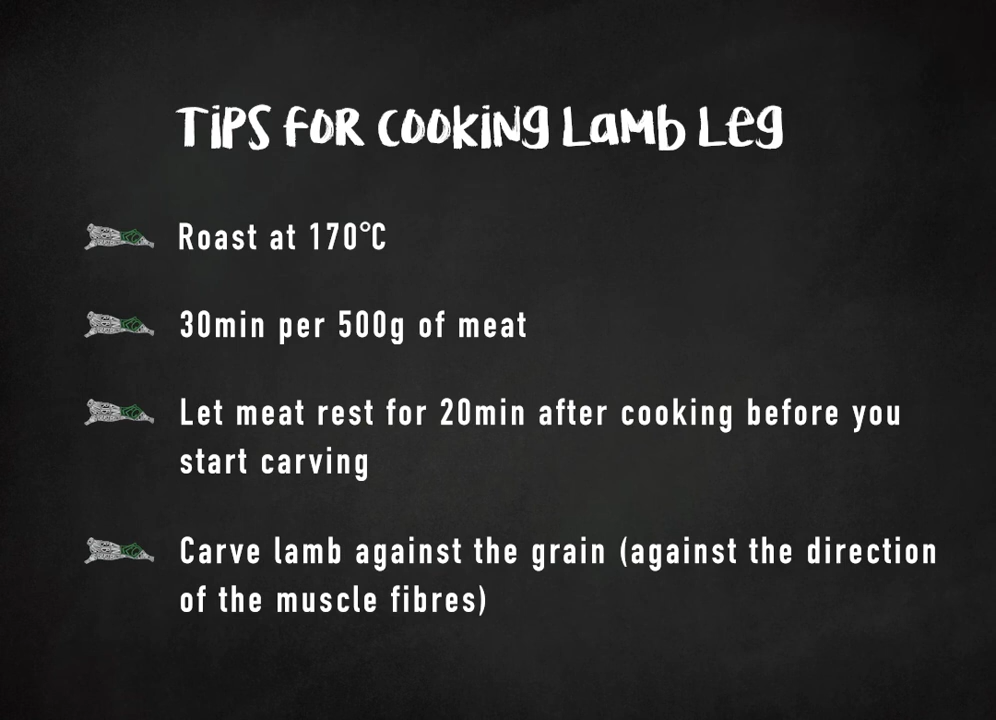 TiPS foR cookiNg LaMb Leg
Roast at 170°C
30min per 500g of meat
Let meat rest for 20min after cooking before you
start carving
Carve lamb against the grain (against the direction
of the muscle fibres)